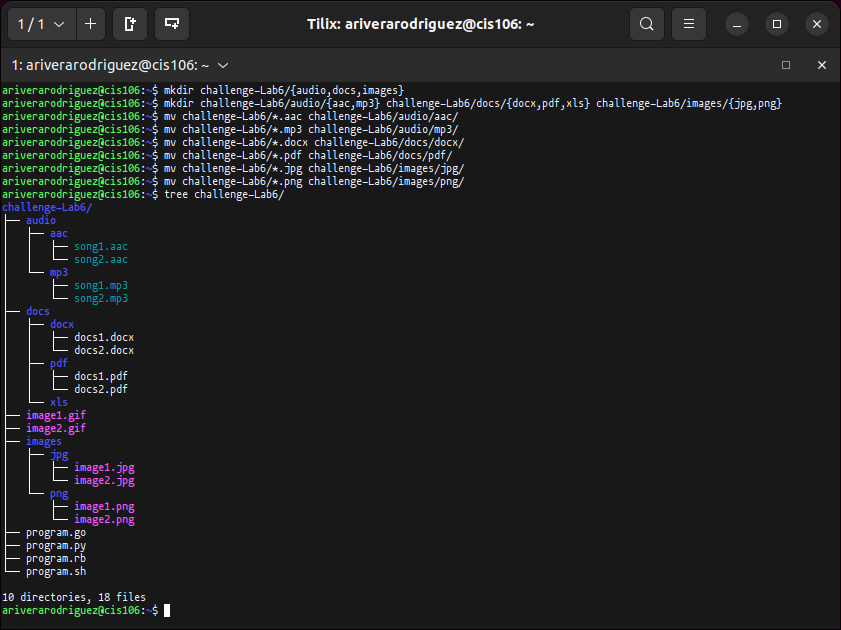 1 / 1
Tilix: ariverarodriguez@cis106: ~
1: ariverarodriguez@cis106: ~
ariverarodriguez@cis106:~$ mkdir challenge-Lab6/{audio,docs,images}
ariverarodriguez@cis106:~$ mkdir challenge-Lab6/audio/{aac,mp3} challenge-Lab6/docs/{docx,pdf,xls} challenge-Lab6/images/{jpg,png}
ariverarodriguez@cis106:~$ mv challenge-Lab6/*.aac challenge-Lab6/audio/aac/
ariverarodriguez@cis106:~$ mv challenge-Lab6/*.mp3 challenge-Lab6/audio/mp3/
ariverarodriguez@cis106:~$ mv challenge-Lab6/*.docx challenge-Lab6/docs/docx/
ariverarodriguez@cis106:~$ mv challenge-Lab6/*.pdf challenge-Lab6/docs/pdf/
ariverarodriguez@cis106:~$ mv challenge-Lab6/*.jpg challenge-Lab6/images/jpg/
ariverarodriguez@cis106:~$ mv challenge-Lab6/*.png challenge-Lab6/images/png/
ariverarodriguez@cis106:~$ tree challenge-Lab6/
challenge-Lab6/
├── audio
│   ├── aac
│   │   ├── song1.aac
│   │   └── song2.aac
│   └── mp3
│       ├── song1.mp3
│       └── song2.mp3
├── docs
│   ├── docx
│   │   ├── docs1.docx
│   │   └── docs2.docx
│   ├── pdf
│   │   ├── docs1.pdf
│   │   └── docs2.pdf
│   └── xls
├── image1.gif
├── image2.gif
├── images
│   ├── jpg
│   │   ├── image1.jpg
│   │   └── image2.jpg
│   └── png
│       ├── image1.png
│       └── image2.png
├── program.go
├── program.py
├── program.rb
└── program.sh
10 directories, 18 files
ariverarodriguez@cis106:~$